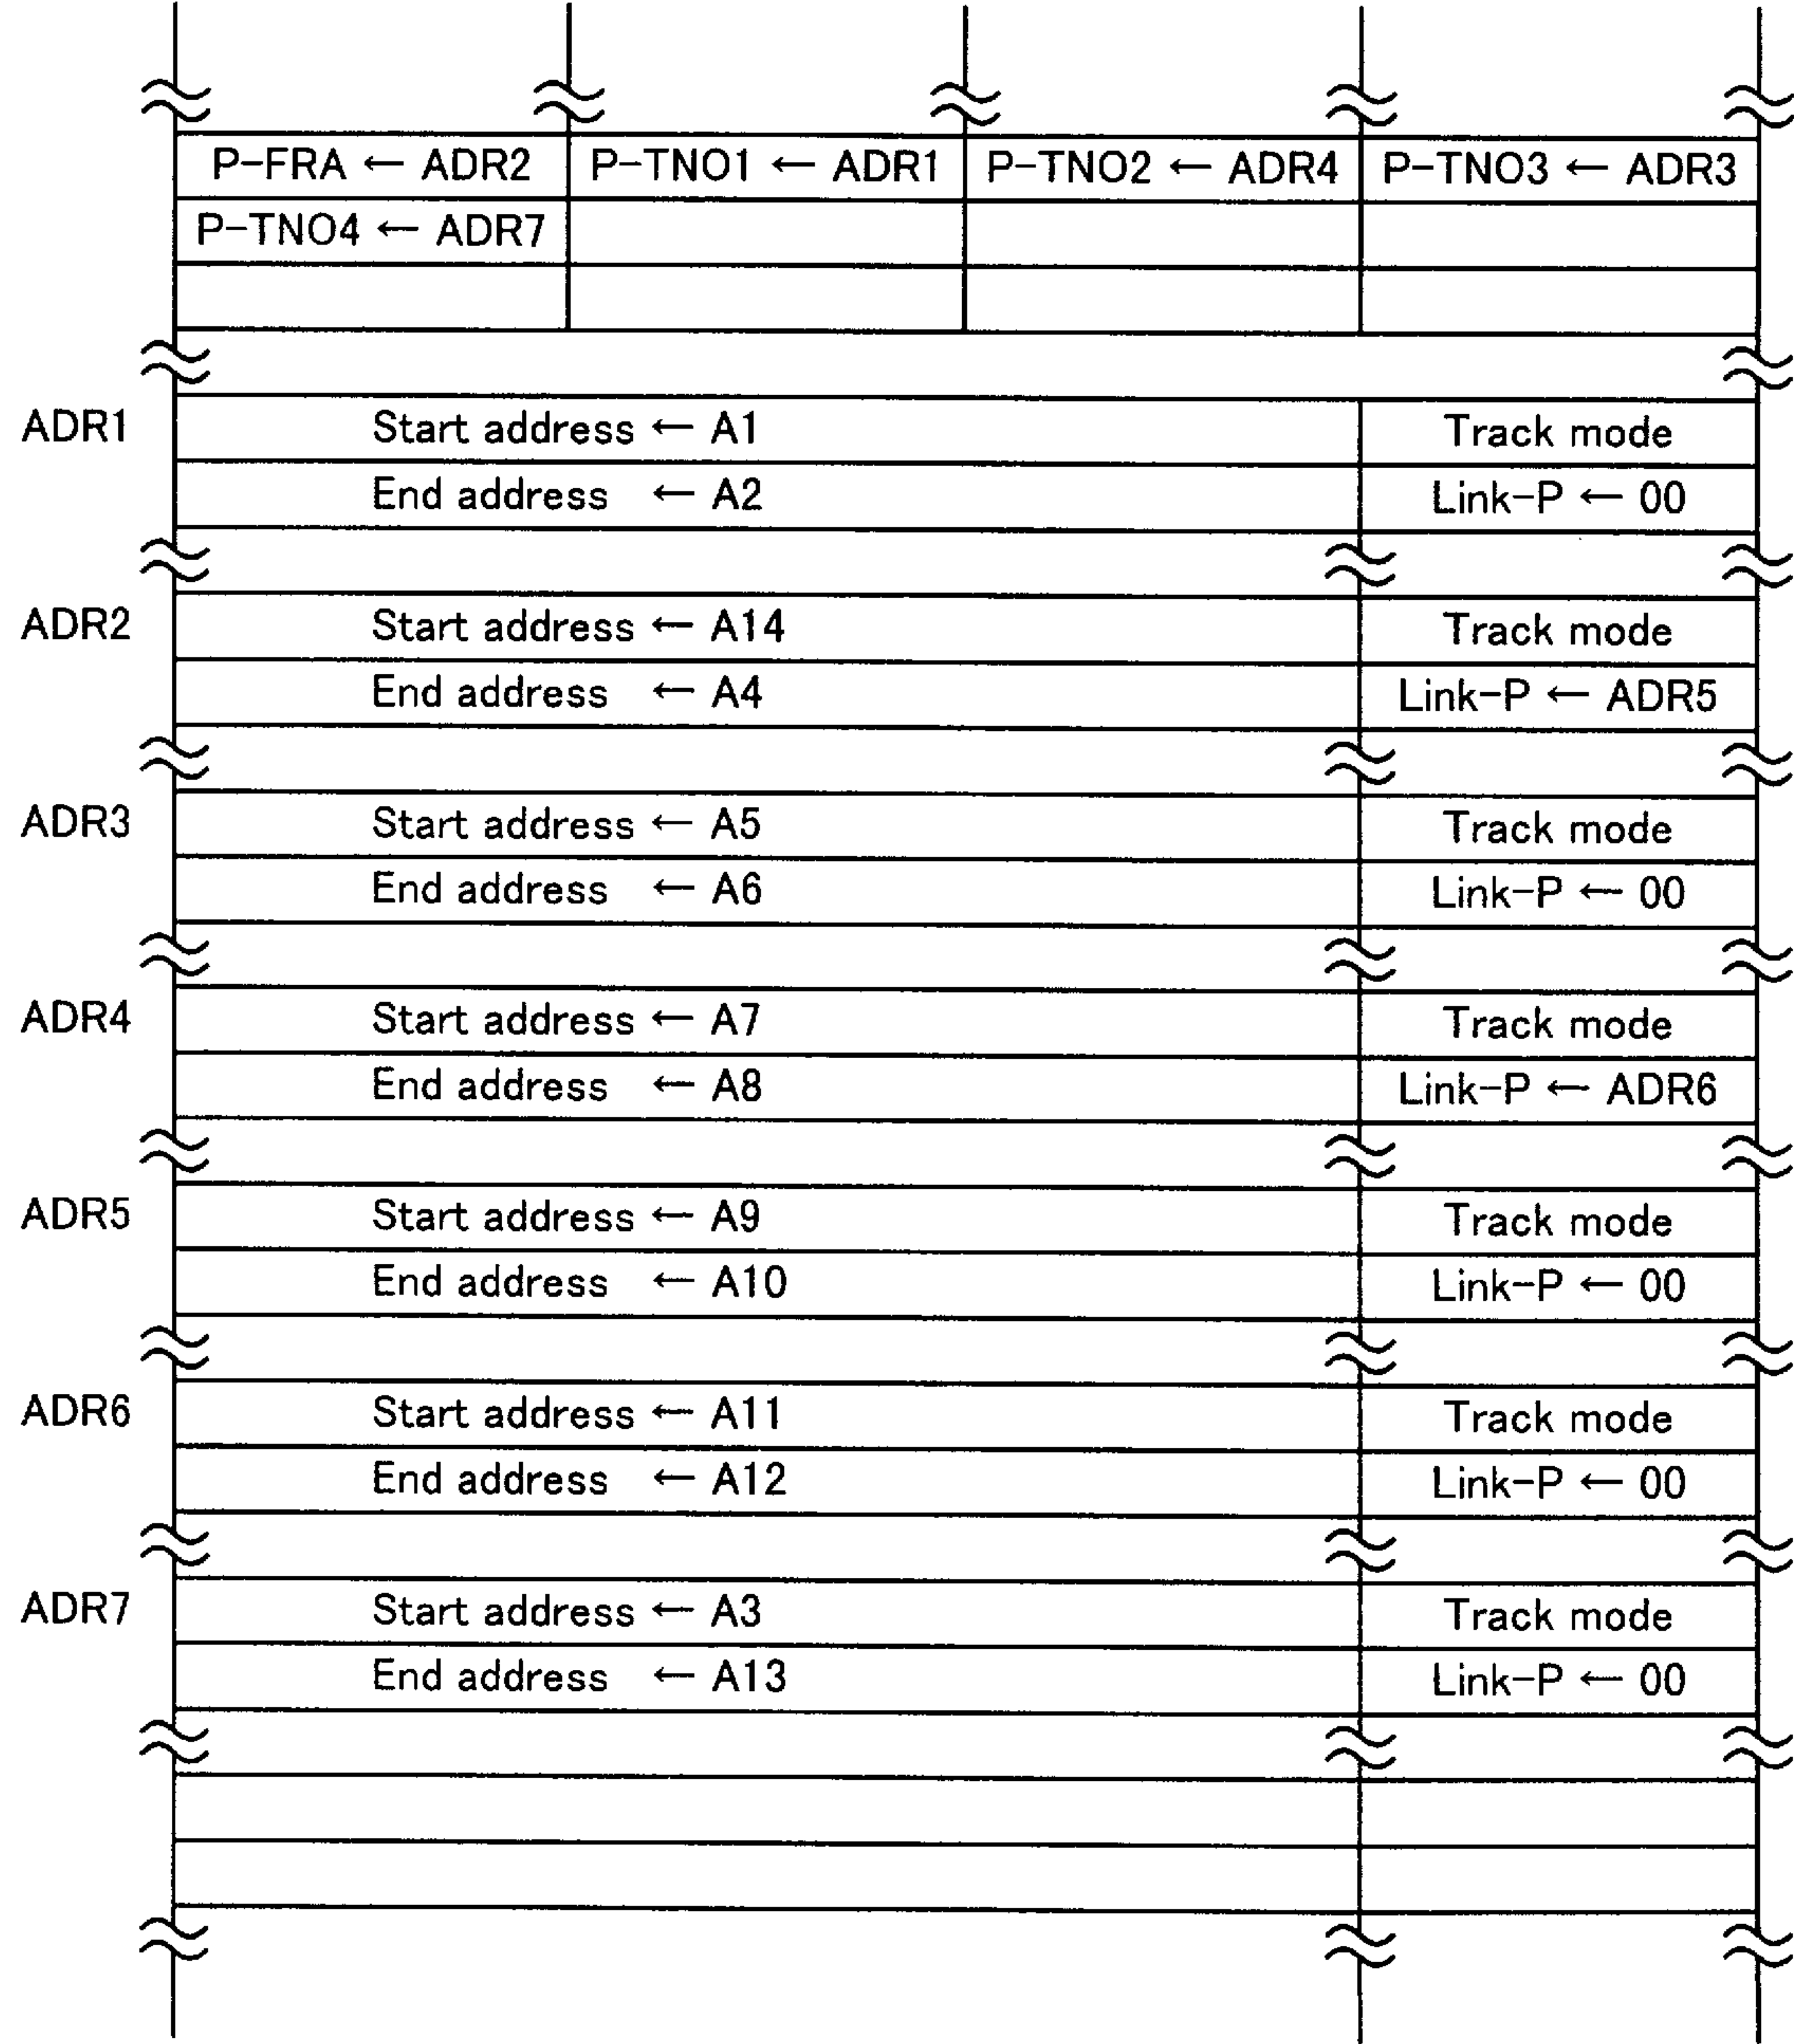 P-FRA ← ADR2 P-TNO1 ← ADR1 P-TNO2 ← ADR4 P-TNO3 ← ADR3
P-TNO4 ← ADR7
ADR1 Start address ← A1 Track mode
End address ← A2 Link-P ← 00
ADR2 Start address ← A14 Track mode
End address ← A4 Link-P ← ADR5
ADR3 Start address ← A5 Track mode
End address ← A6 Link-P ← 00
ADR4 Start address ← A7 Track mode
End address ← A8 Link-P ← ADR6
ADR5 Start address ← A9 Track mode
End address ← A10 Link-P ← 00
ADR6 Start address ← A11 Track mode
End address ← A12 Link-P ← 00
ADR7 Start address ← A3 Track mode
End address ← A13 Link-P ← 00